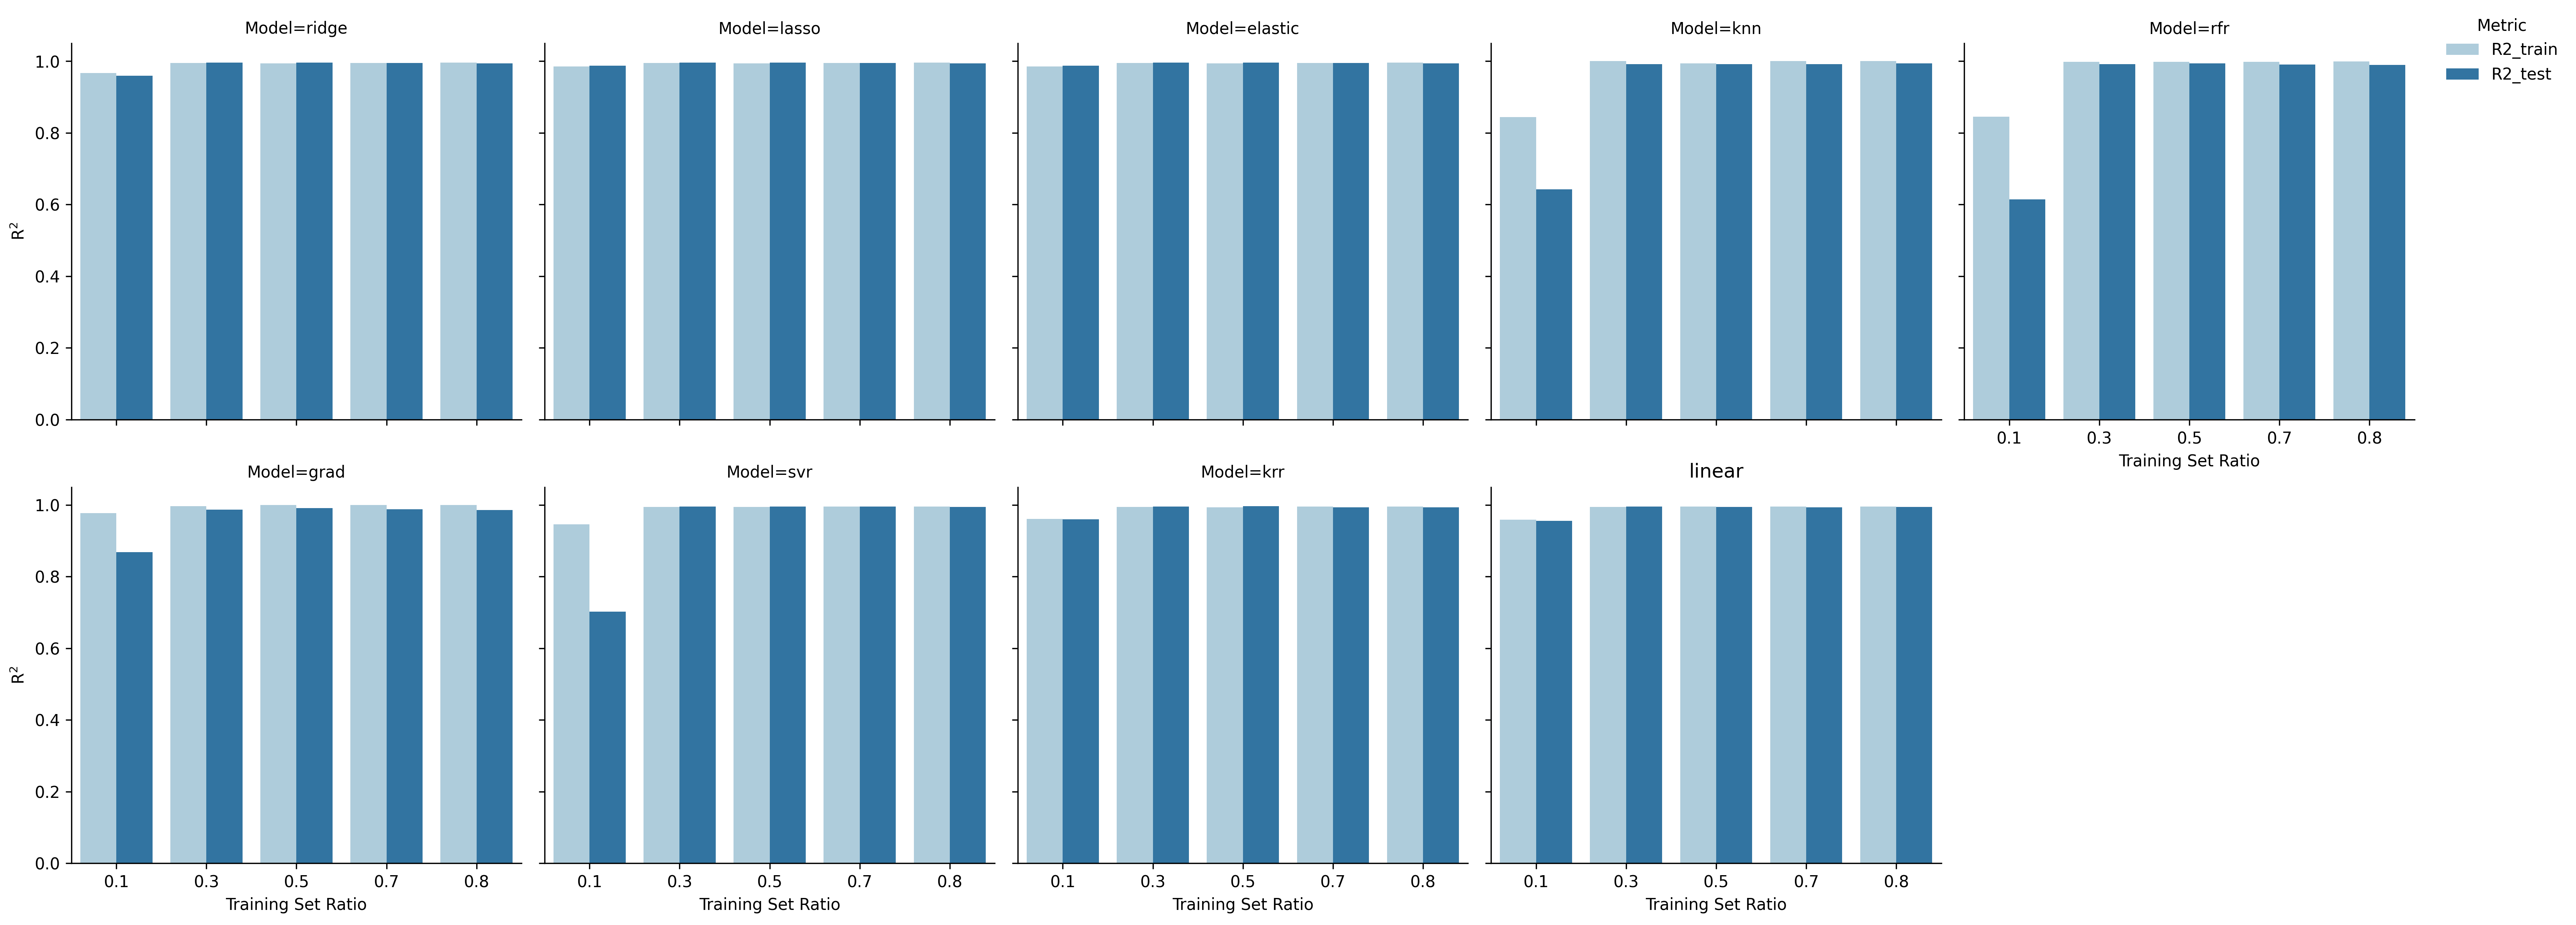 Model=ridge
Model=lasso
Model=elastic
Model=knn
Model=rfr
Metric
R2_train
R2_test
1.0
0.8
0.6
0.4
0.2
0.0
R²
0.1 0.3 0.5 0.7 0.8
Training Set Ratio
Model=grad
Model=svr
Model=krr
linear
1.0
0.8
0.6
0.4
0.2
0.0
R²
0.1 0.3 0.5 0.7 0.8
Training Set Ratio
0.1 0.3 0.5 0.7 0.8
Training Set Ratio
0.1 0.3 0.5 0.7 0.8
Training Set Ratio
0.1 0.3 0.5 0.7 0.8
Training Set Ratio